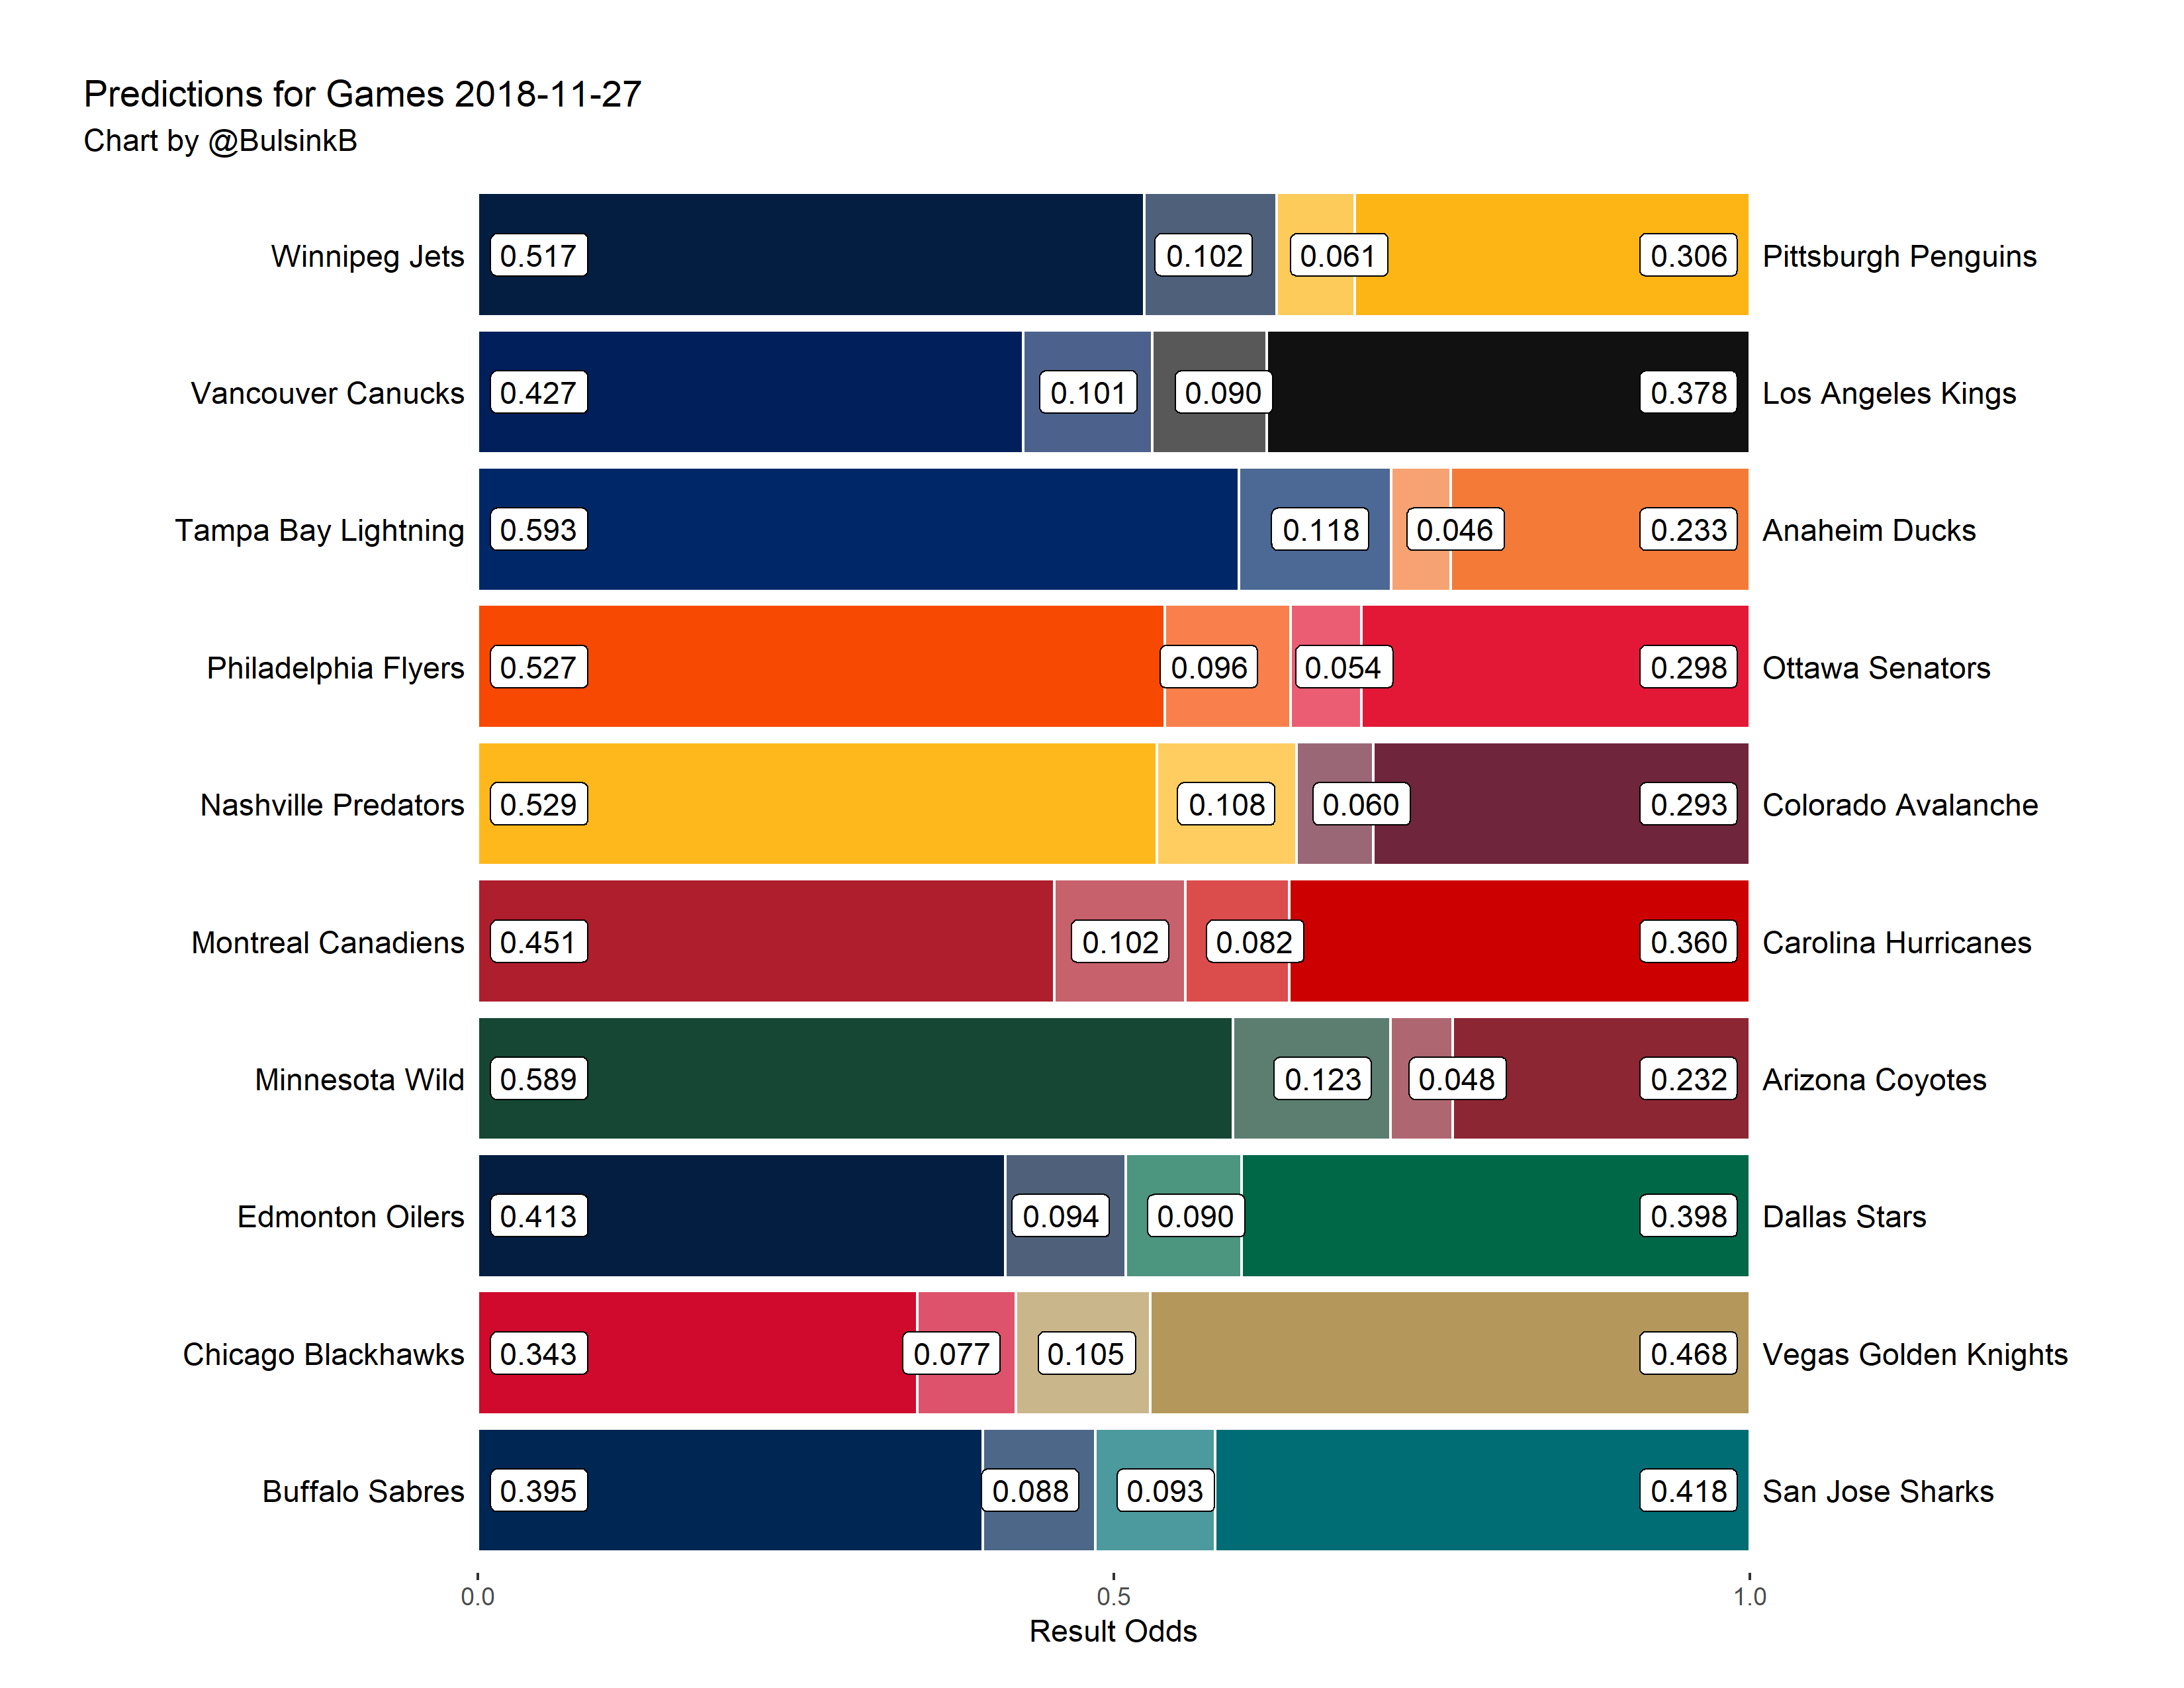 Predictions for Games 2018-11-27
Chart by @BulsinkB
Winnipeg Jets 0.517 0.102 0.061 0.306 Pittsburgh Penguins
Vancouver Canucks 0.427 0.101 0.090 0.378 Los Angeles Kings
Tampa Bay Lightning 0.593 0.118 0.046 0.233 Anaheim Ducks
Philadelphia Flyers 0.527 0.096 0.054 0.298 Ottawa Senators
Nashville Predators 0.529 0.108 0.060 0.293 Colorado Avalanche
Montreal Canadiens 0.451 0.102 0.082 0.360 Carolina Hurricanes
Minnesota Wild 0.589 0.123 0.048 0.232 Arizona Coyotes
Edmonton Oilers 0.413 0.094 0.090 0.398 Dallas Stars
Chicago Blackhawks 0.343 0.077 0.105 0.468 Vegas Golden Knights
Buffalo Sabres 0.395 0.088 0.093 0.418 San Jose Sharks
0.0 0.5 1.0
Result Odds